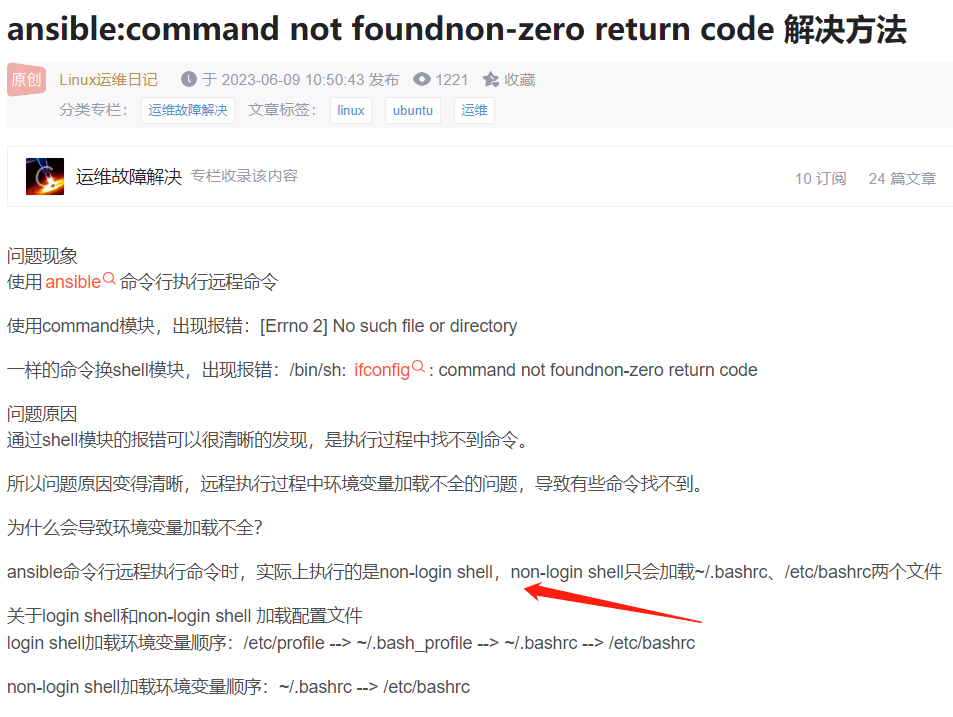 ansible:command not foundnon-zero return code 解决方法
原创 Linux运维日记 于 2023-06-09 10:50:43 发布 1221 收藏
分类专栏： 运维故障解决 文章标签： linux ubuntu 运维
运维故障解决 专栏收录该内容 10 订阅 24 篇文章
问题现象
使用 ansible 命令行执行远程命令
使用command模块，出现报错：[Errno 2] No such file or directory
一样的命令换shell模块，出现报错：/bin/sh: ifconfig : command not foundnon-zero return code
问题原因
通过shell模块的报错可以很清晰的发现，是执行过程中找不到命令。
所以问题原因变得清晰，远程执行过程中环境变量加载不全的问题，导致有些命令找不到。
为什么会导致环境变量加载不全？
ansible命令行远程执行命令时，实际上执行的是non-login shell，non-login shell只会加载~/.bashrc、/etc/bashrc两个文件
关于login shell和non-login shell 加载配置文件
login shell加载环境变量顺序：/etc/profile --> ~/.bash_profile --> ~/.bashrc --> /etc/bashrc
non-login shell加载环境变量顺序：~/.bashrc --> /etc/bashrc